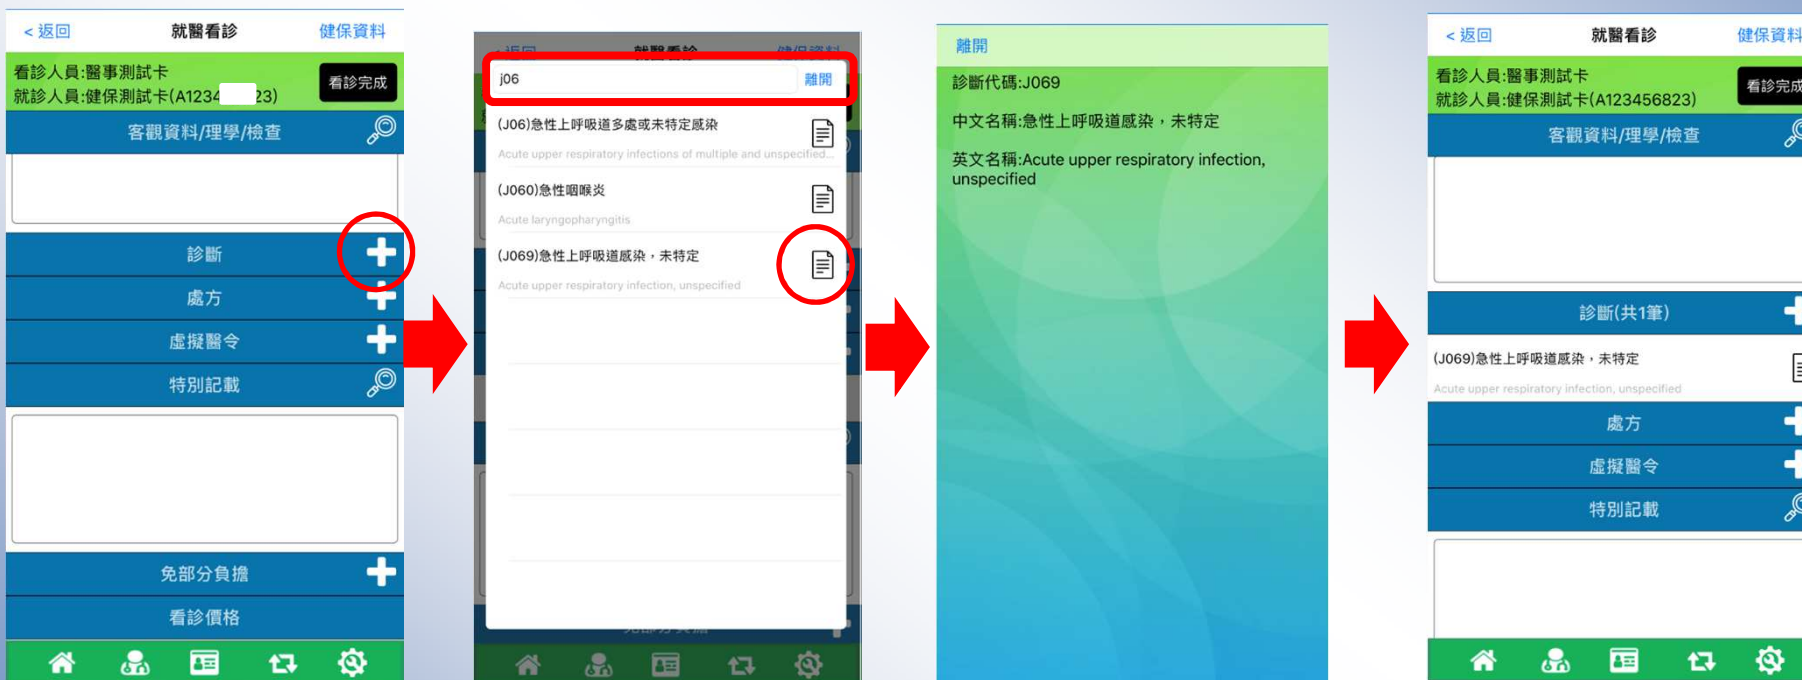 < 返回
就醫看診
健保資料
看診人員:醫事測試卡
就診人員:健保測試卡(A1234 23)
看診完成
客觀資料/理學/檢查
診斷
處方
虛擬醫令
特別記載
免部分負擔
看診價格
j06
離開
(J06)急性上呼吸道多處或未特定感染
Acute upper respiratory infections of multiple and unspecified...
(J060)急性咽喉炎
Acute laryngopharyngitis
(J069)急性上呼吸道感染,未特定
Acute upper respiratory infection, unspecified
離開
診斷代碼:J069
中文名稱:急性上呼吸道感染,未特定
英文名稱:Acute upper respiratory infection,
unspecified
< 返回
就醫看診
健保資料
看診人員:醫事測試卡
就診人員:健保測試卡(A123456823)
看診完成
客觀資料/理學/檢查
診斷(共1筆)
(J069)急性上呼吸道感染,未特定
Acute upper respiratory infection, unspecified
處方
虛擬醫令
特別記載